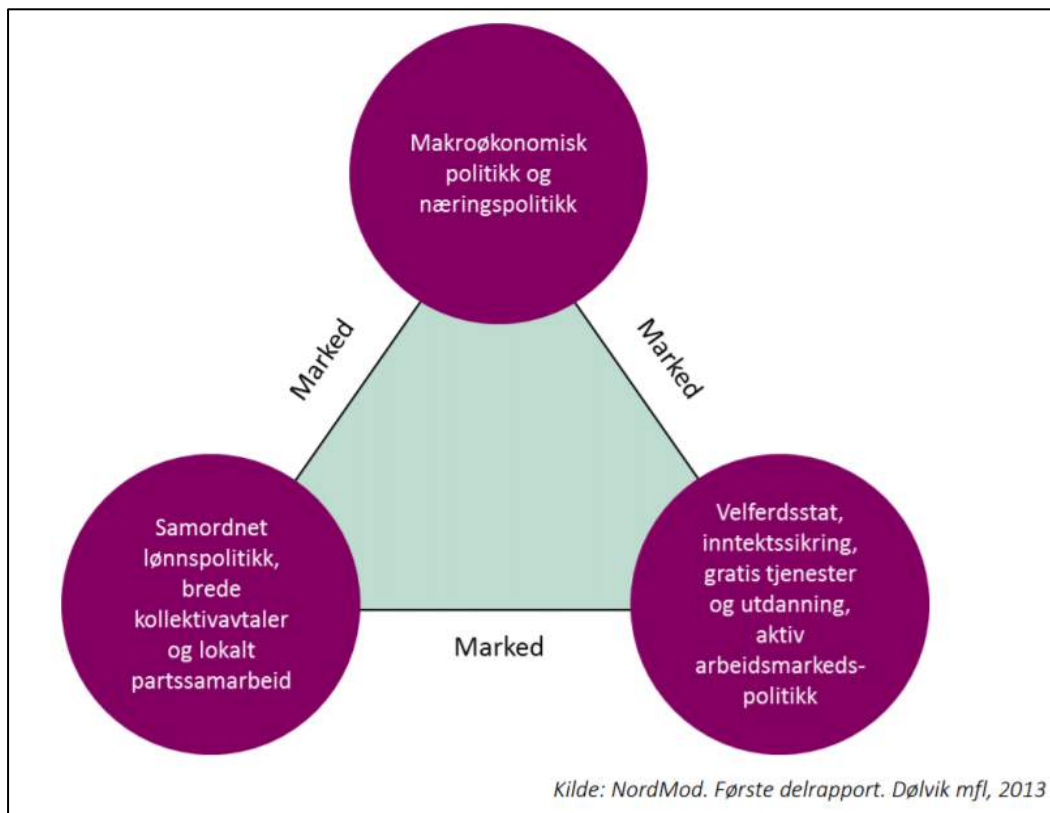 Makroøkonomisk
politikk og
næringspolitikk
Marked
Marked
Samordnet
lønnspolitikk,
brede
kollektivavtaler
og lokalt
partssamarbeid
Velferdsstat,
inntektssikring,
gratis tjenester
og utdanning,
aktiv
arbeidsmarkeds-
politikk
Marked
Kilde: NordMod. Første delrapport. Dølvik mfl, 2013